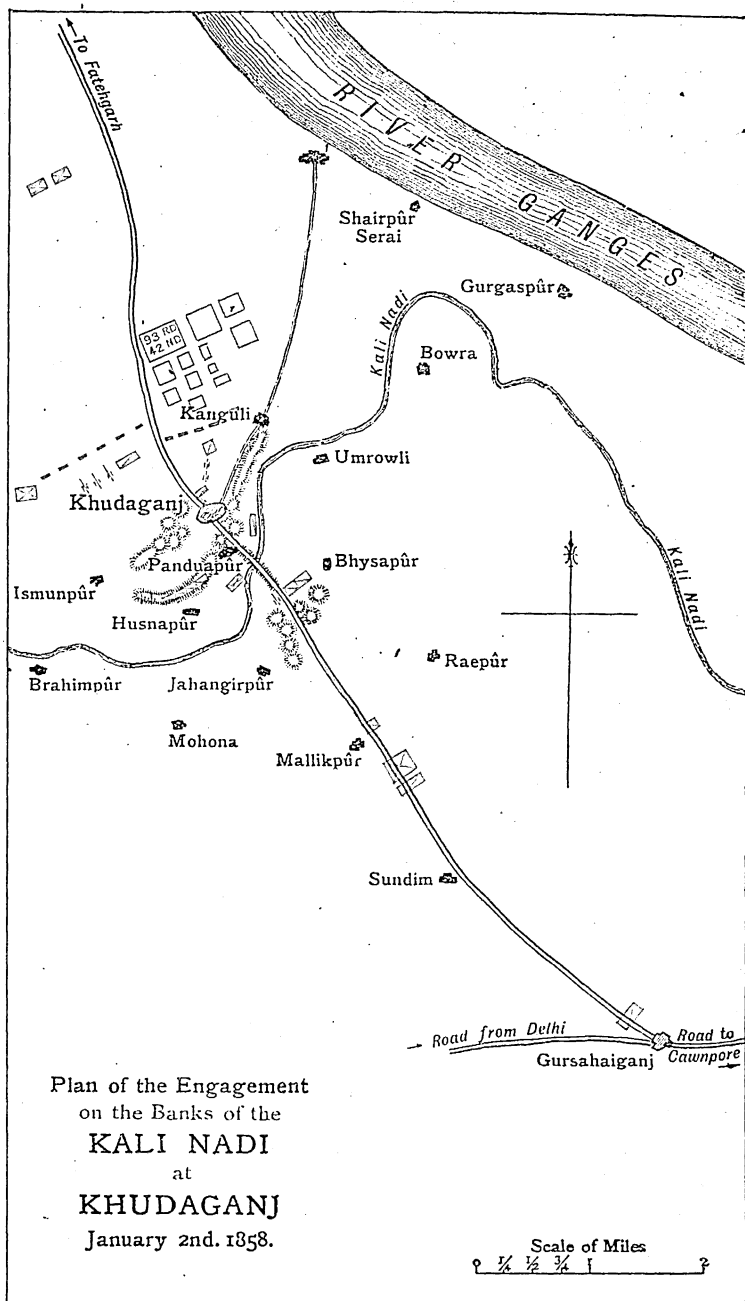 To Fatehgarh
RIVER GANGES
Shairpûr
Serai
Gurgaspûr
Kali Nadi
Bowra
93 RD
42 ND
Kanguli
Umrowli
Khudaganj
Panduapûr
Bhysapûr
Kali Nadi
Ismunpûr
Husnapûr
Raepûr
Brahimpûr
Jahangirpûr
Mohona
Mallikpûr
Sundim
Road from Delhi
Road to
Cawnpore
Gursahaiganj
Plan of the Engagement
on the Banks of the
KALI NADI
at
KHUDAGANJ
January 2nd. 1858.
Scale of Miles
0 1/4 1/2 3/4 1 2